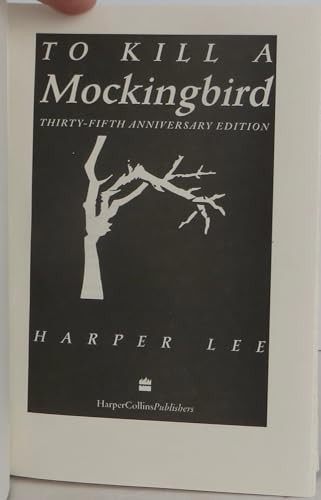 TO KILL A
Mockingbird
THIRTY-FIFTH ANNIVERSARY EDITION
HARPER LEE
HarperCollinsPublishers